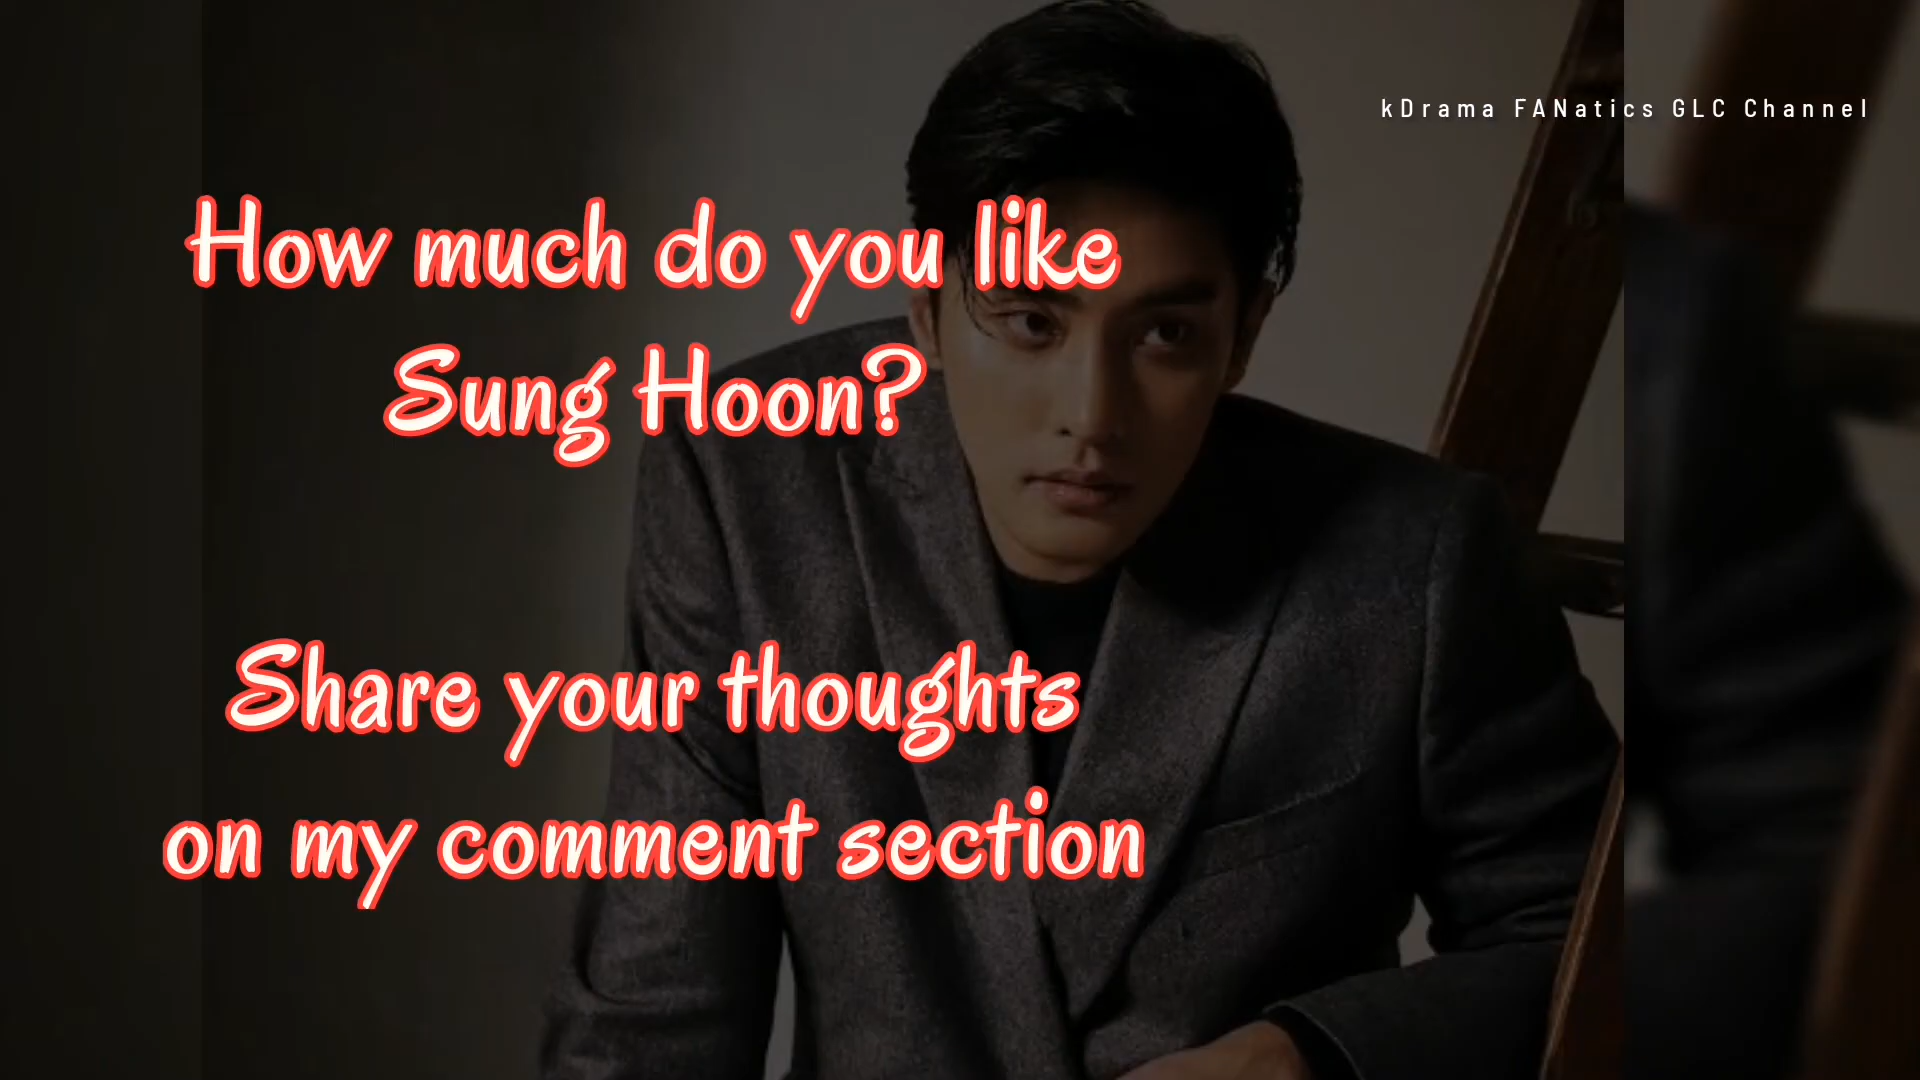 kDrama FANatics GLC Channel
How much do you like
Sung Hoon?
Share your thoughts
on my comment section